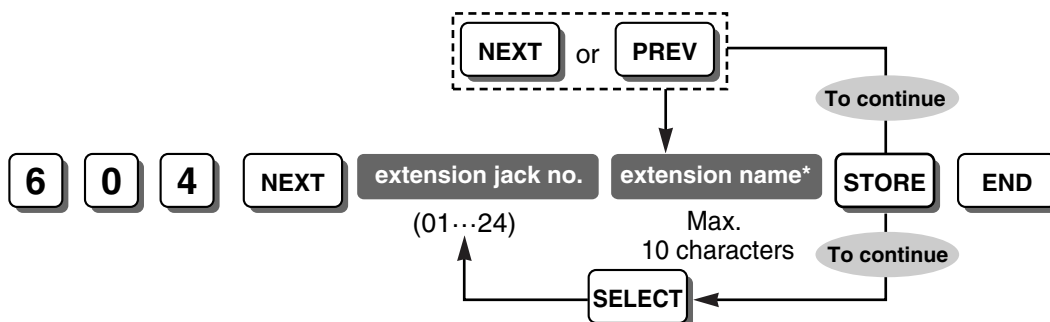 NEXT or PREV
To continue
6 0 4 NEXT extension jack no. extension name* STORE END
(01···24) Max.
10 characters To continue
SELECT